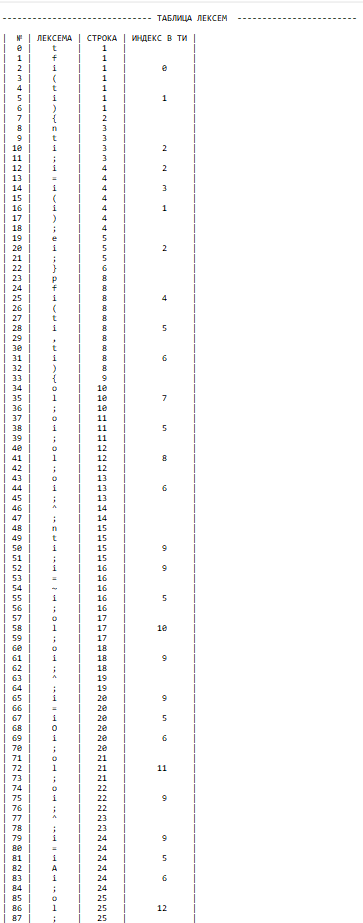 ------------------------------ ТАБЛИЦА ЛЕКСЕМ ------------------------
| № | ЛЕКСЕМА | СТРОКА | ИНДЕКС В ТИ |
| 0 | t | 1 | |
| 1 | f | 1 | |
| 2 | i | 1 | 0 |
| 3 | ( | 1 | |
| 4 | t | 1 | |
| 5 | i | 1 | 1 |
| 6 | ) | 1 | |
| 7 | { | 2 | |
| 8 | n | 3 | |
| 9 | t | 3 | |
| 10 | i | 3 | 2 |
| 11 | ; | 3 | |
| 12 | i | 4 | 2 |
| 13 | = | 4 | |
| 14 | i | 4 | 3 |
| 15 | ( | 4 | |
| 16 | i | 4 | 1 |
| 17 | ) | 4 | |
| 18 | ; | 4 | |
| 19 | e | 5 | |
| 20 | i | 5 | 2 |
| 21 | ; | 5 | |
| 22 | } | 6 | |
| 23 | p | 8 | |
| 24 | f | 8 | |
| 25 | i | 8 | 4 |
| 26 | ( | 8 | |
| 27 | t | 8 | |
| 28 | i | 8 | 5 |
| 29 | , | 8 | |
| 30 | t | 8 | |
| 31 | i | 8 | 6 |
| 32 | ) | 8 | |
| 33 | { | 9 | |
| 34 | o | 10 | |
| 35 | l | 10 | 7 |
| 36 | ; | 10 | |
| 37 | o | 11 | |
| 38 | i | 11 | 5 |
| 39 | ; | 11 | |
| 40 | o | 12 | |
| 41 | l | 12 | 8 |
| 42 | ; | 12 | |
| 43 | o | 13 | |
| 44 | i | 13 | 6 |
| 45 | ; | 13 | |
| 46 | ^ | 14 | |
| 47 | ; | 14 | |
| 48 | n | 15 | |
| 49 | t | 15 | |
| 50 | i | 15 | 9 |
| 51 | ; | 15 | |
| 52 | i | 16 | 9 |
| 53 | = | 16 | |
| 54 | ~ | 16 | |
| 55 | i | 16 | 5 |
| 56 | ; | 16 | |
| 57 | o | 17 | |
| 58 | l | 17 | 10 |
| 59 | ; | 17 | |
| 60 | o | 18 | |
| 61 | i | 18 | 9 |
| 62 | ; | 18 | |
| 63 | ^ | 19 | |
| 64 | ; | 19 | |
| 65 | i | 20 | 9 |
| 66 | = | 20 | |
| 67 | i | 20 | 5 |
| 68 | O | 20 | |
| 69 | i | 20 | 6 |
| 70 | ; | 20 | |
| 71 | o | 21 | |
| 72 | l | 21 | 11 |
| 73 | ; | 21 | |
| 74 | o | 22 | |
| 75 | i | 22 | 9 |
| 76 | ; | 22 | |
| 77 | ^ | 23 | |
| 78 | ; | 23 | |
| 79 | i | 24 | 9 |
| 80 | = | 24 | |
| 81 | i | 24 | 5 |
| 82 | A | 24 | |
| 83 | i | 24 | 6 |
| 84 | ; | 24 | |
| 85 | o | 25 | |
| 86 | l | 25 | 12 |
| 87 | ; | 25 | |